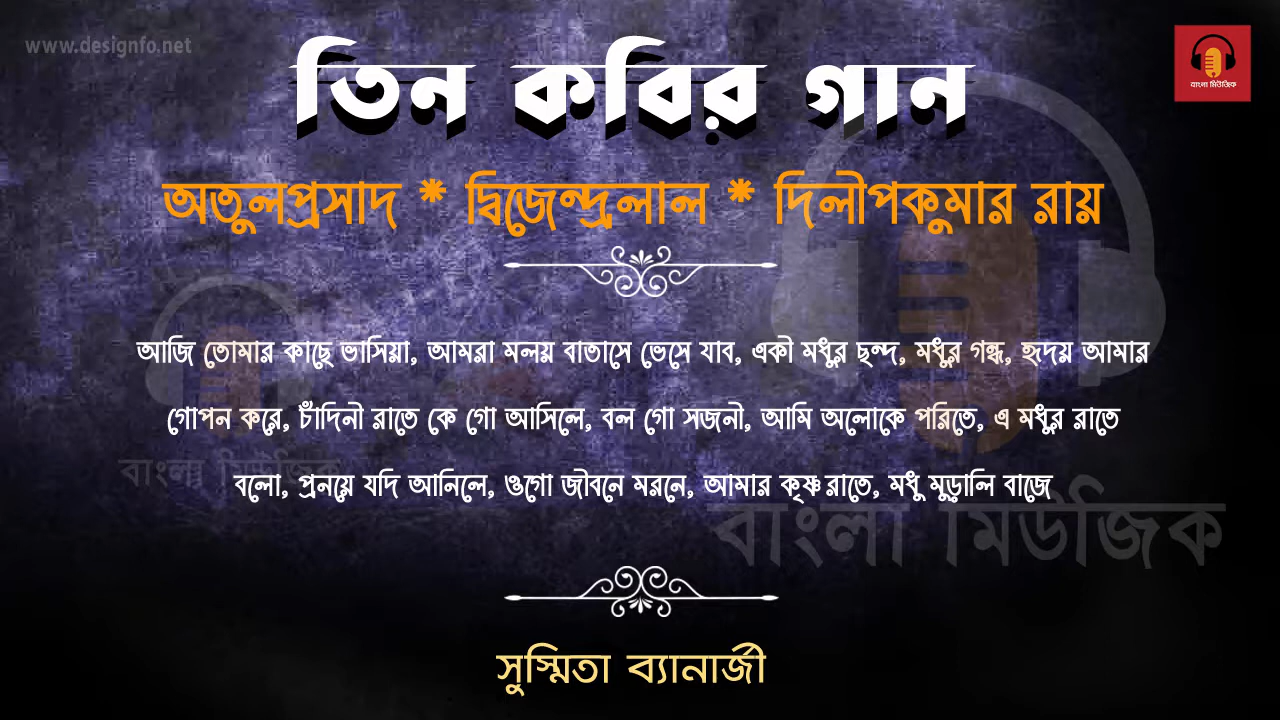 www.designfo.net
তিন কবির গান
বাংলা মিউজিক
অতুলপ্রসাদ * দ্বিজেন্দ্রলাল * দিলীপকুমার রায়
আজি তোমার কাছে ভাসিয়া, আমরা মলয় বাতাসে ভেসে যাব, একী মধুর ছন্দ, মধুর গন্ধ, হৃদয় আমার
গোপন করে, চাঁদিনী রাতে কে গো আসিলে, বল গো সজনী, আমি অলোকে পরিতে, এ মধুর রাতে
বাংলা মিউজিক
বলো, প্রনয়ে যদি আনিলে, ওগো জীবনে মরনে, আমার কৃষ্ণ রাতে, মধু মুড়ালি বাজে
বাংলা মিউজিক
সুস্মিতা ব্যানার্জী